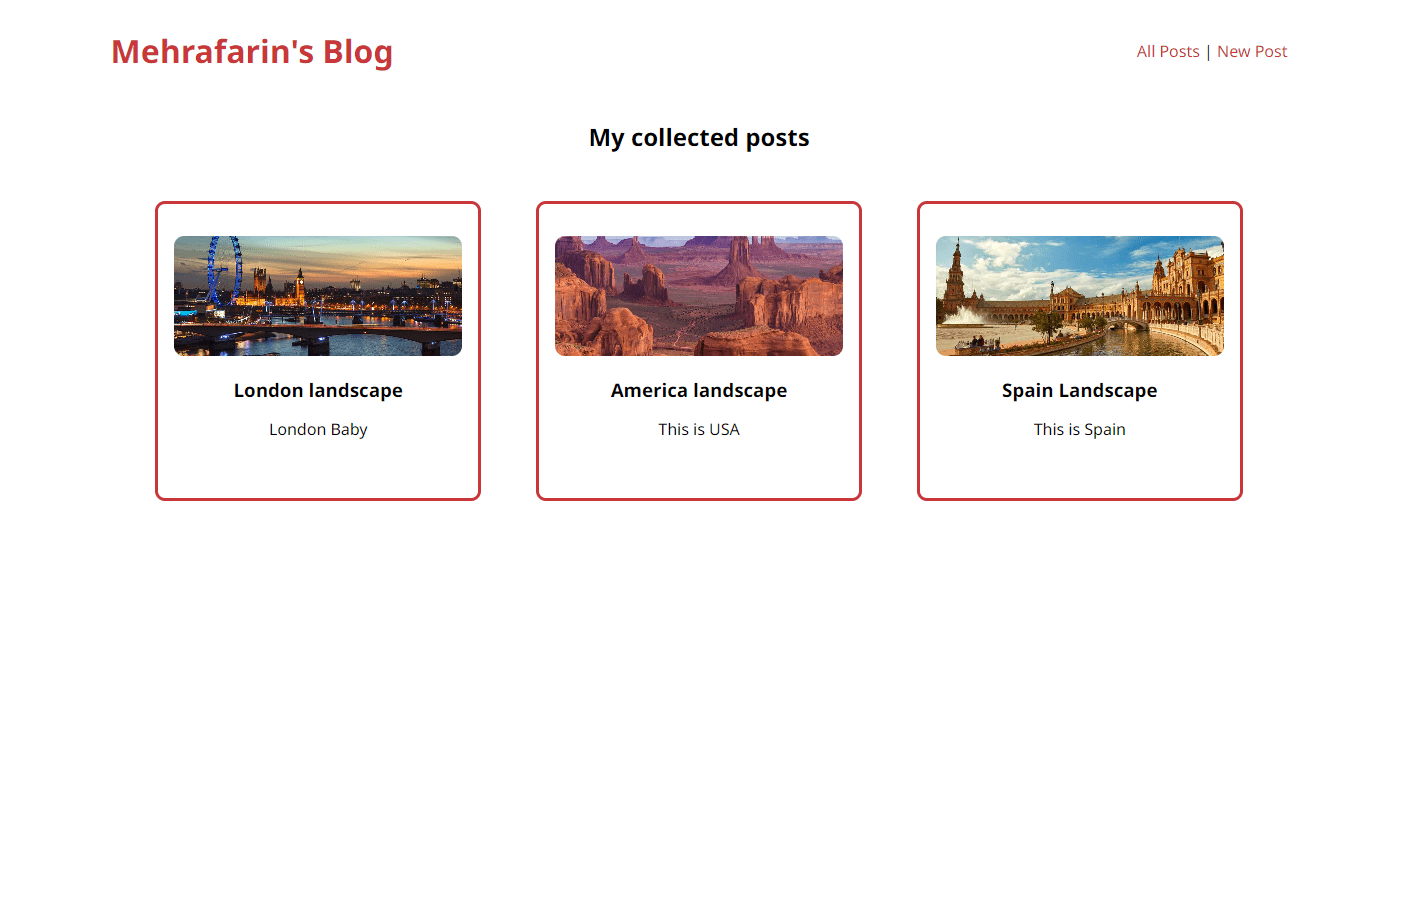 Mehrafarin's Blog
All Posts | New Post
My collected posts
London landscape
London Baby
America landscape
This is USA
Spain Landscape
This is Spain